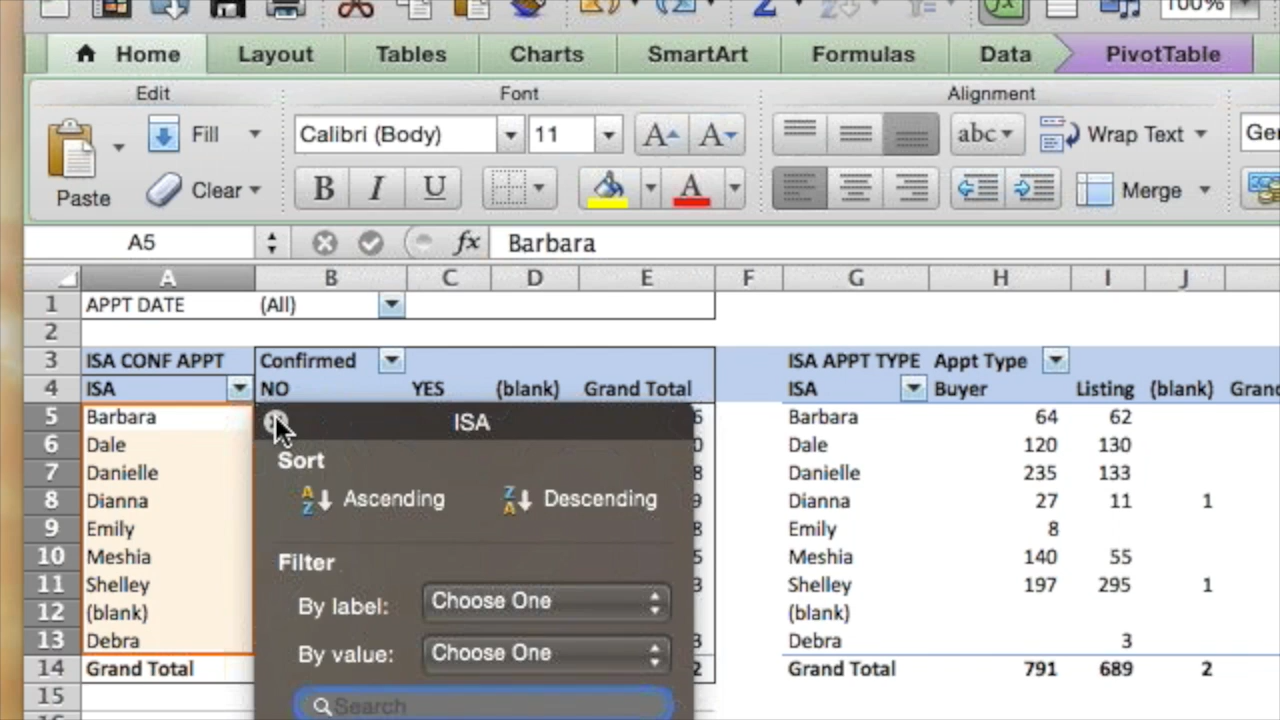 100%
Home Layout Tables Charts SmartArt Formulas Data PivotTable
Edit Font Alignment
Fill Calibri (Body) 11 A A abc Wrap Text
Paste Clear B I U A Merge
A5 fx Barbara
A B C D E F G H I J
1 APPT DATE (All)
2
3 ISA CONF APPT Confirmed ISA APPT TYPE Appt Type
4 ISA NO YES (blank) Grand Total ISA Buyer Listing (blank)
5 Barbara ISA Barbara 64 62
6 Dale Sort Dale 120 130
7 Danielle Danielle 235 133
8 Dianna Ascending Descending Dianna 27 11 1
9 Emily Emily 8
10 Meshia Filter Meshia 140 55
11 Shelley By label: Choose One Shelley 197 295 1
12 (blank) (blank)
13 Debra By value: Choose One Debra 3
14 Grand Total Grand Total 791 689 2
15 Search